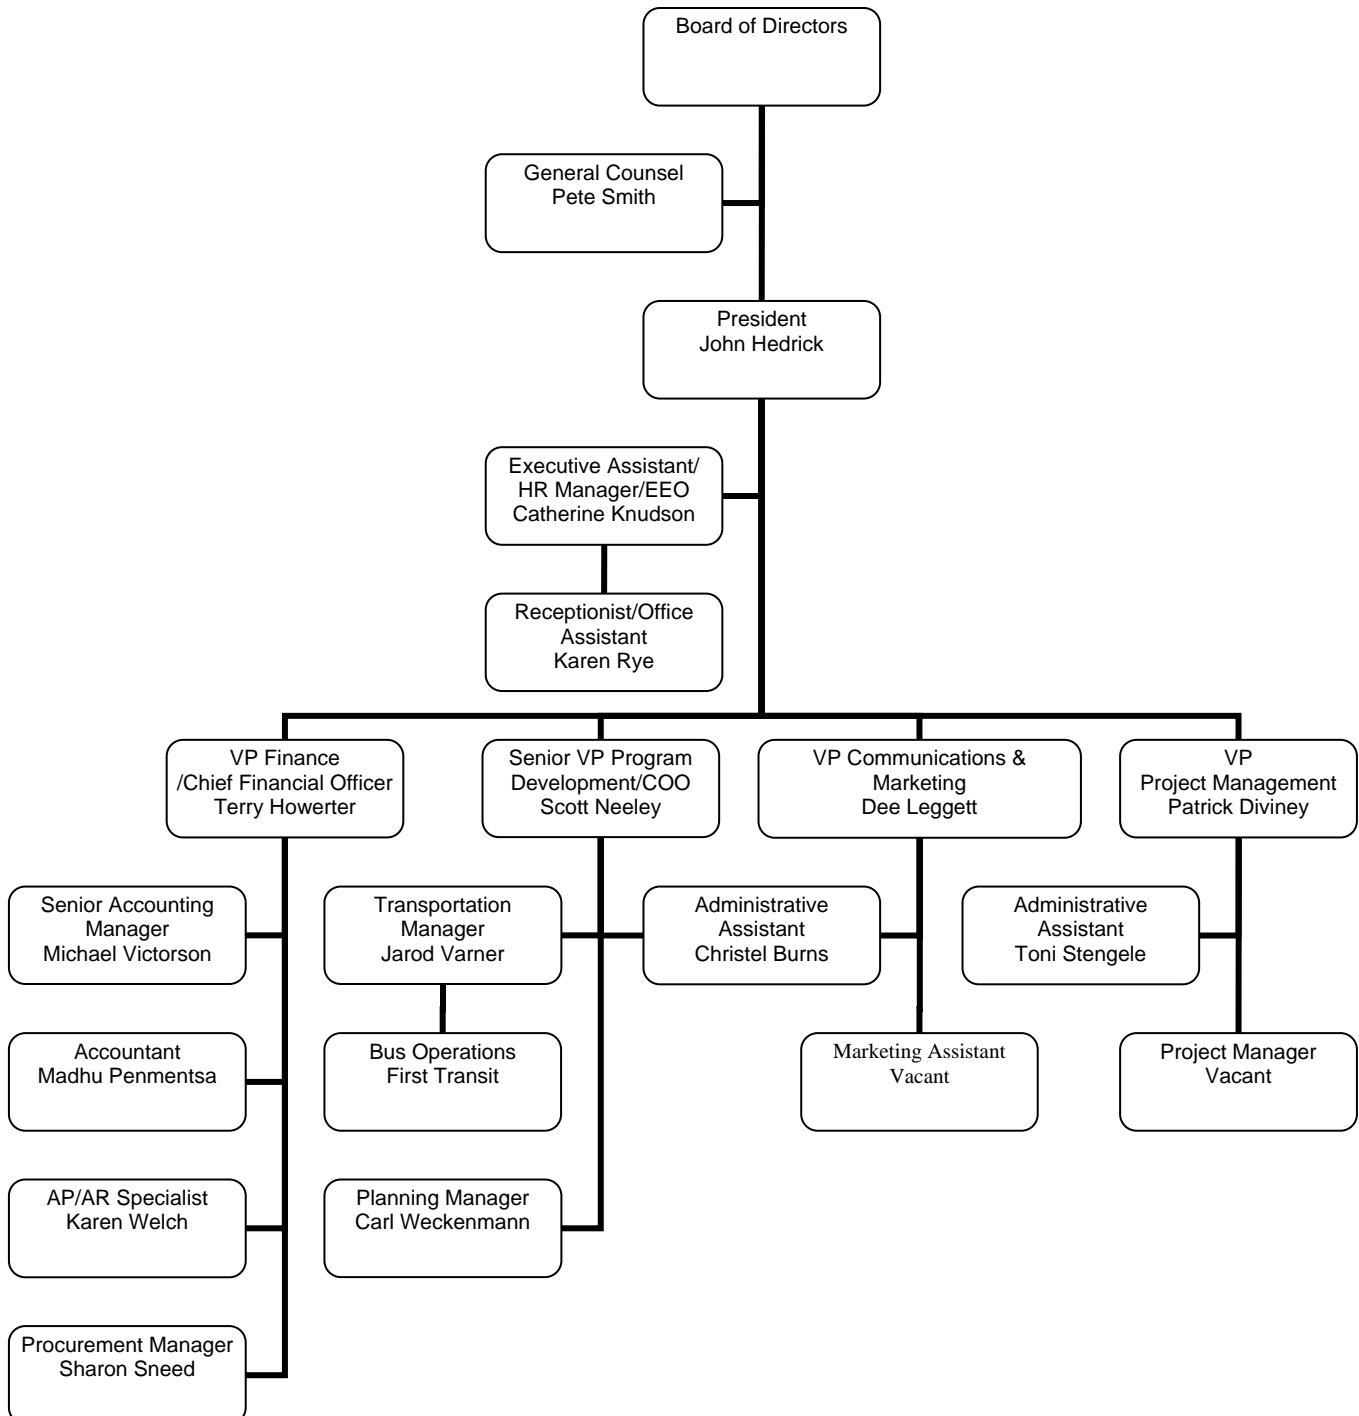 Board of Directors
General Counsel
Pete Smith
President
John Hedrick
Executive Assistant/
HR Manager/EEO
Catherine Knudson
Receptionist/Office
Assistant
Karen Rye
VP Finance
/Chief Financial Officer
Terry Howerter
Senior VP Program
Development/COO
Scott Neeley
VP Communications &
Marketing
Dee Leggett
VP
Project Management
Patrick Diviney
Senior Accounting
Manager
Michael Victorson
Transportation
Manager
Jarod Varner
Administrative
Assistant
Christel Burns
Administrative
Assistant
Toni Stengele
Accountant
Madhu Penmentsa
Bus Operations
First Transit
Marketing Assistant
Vacant
Project Manager
Vacant
AP/AR Specialist
Karen Welch
Planning Manager
Carl Weckenmann
Procurement Manager
Sharon Sneed